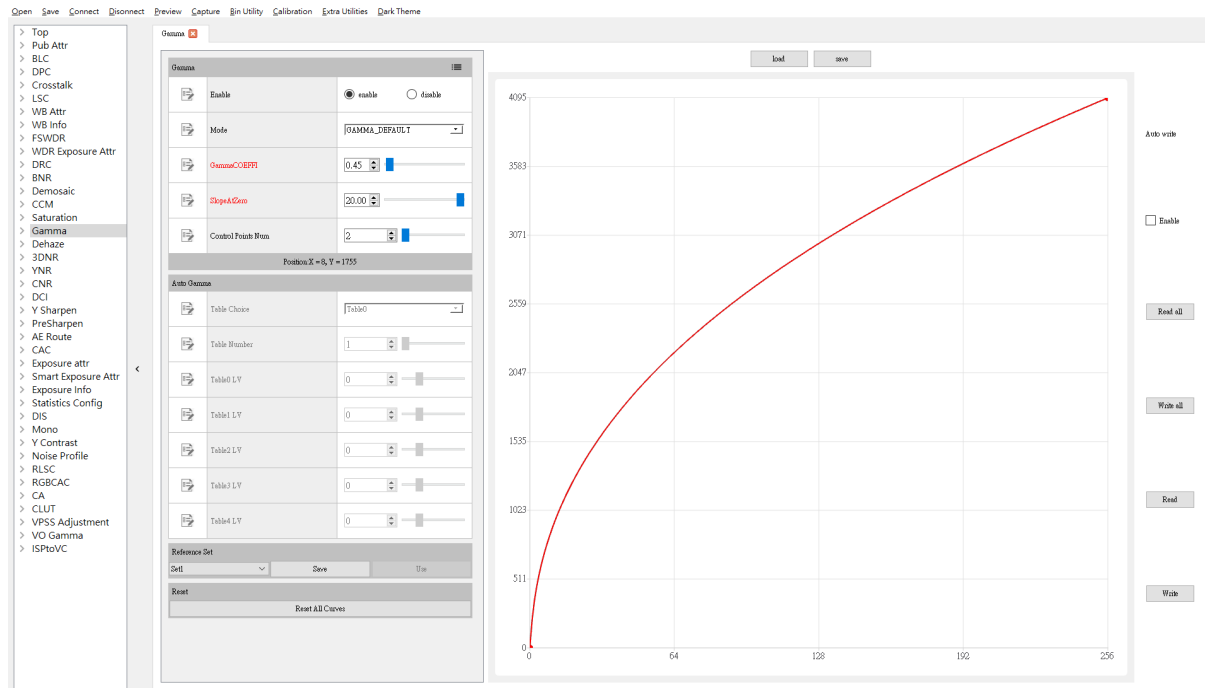 Open Save Connect Disonnect Preview Capture Bin Utility Calibration Extra Utilities Dark Theme
Top
Pub Attr
BLC
DPC
Crosstalk
LSC
WB Attr
WB Info
FSWDR
WDR Exposure Attr
DRC
BNR
Demosaic
CCM
Saturation
Gamma
Dehaze
3DNR
YNR
CNR
DCI
Y Sharpen
PreSharpen
AE Route
CAC
Exposure attr
Smart Exposure Attr
Exposure Info
Statistics Config
DIS
Mono
Y Contrast
Noise Profile
RLSC
RGBCAC
CA
CLUT
VPSS Adjustment
VO Gamma
ISPtoVC
Gamma
Gamma
Enable enable disable
Mode GAMMA_DEFAULT
GammaCOEFFI 0.45
SlopeAtZero 20.00
Control Points Num 2
Position:X = 8, Y = 1755
Auto Gamma
Table Choice Table0
Table Number 1
Table0 LV 0
Table1 LV 0
Table2 LV 0
Table3 LV 0
Table4 LV 0
Reference Set
Set1 Save Use
Reset
Reset All Curves
load save
4095
3583
3071
2559
2047
1535
1023
511
0
0 64 128 192 256
Auto write
Enable
Read all
Write all
Read
Write